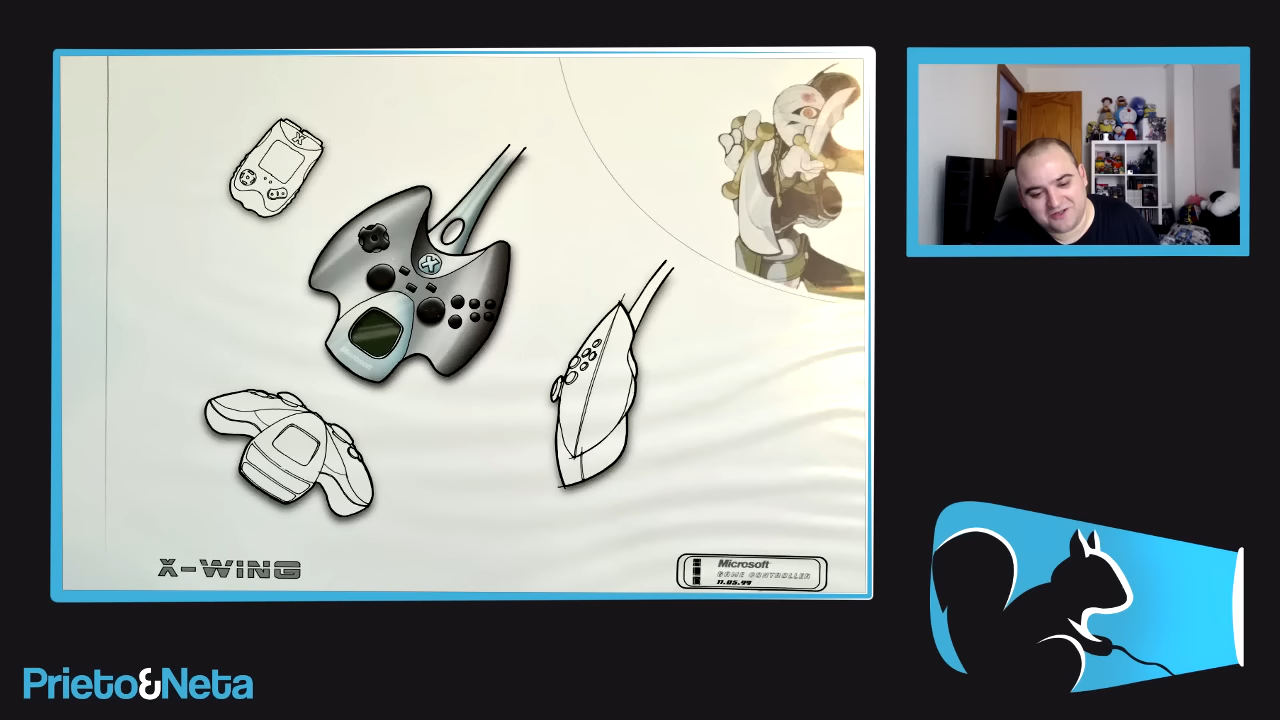 X-WING
Microsoft
GAME CONTROLLER
11.05.99
Prieto&Neta